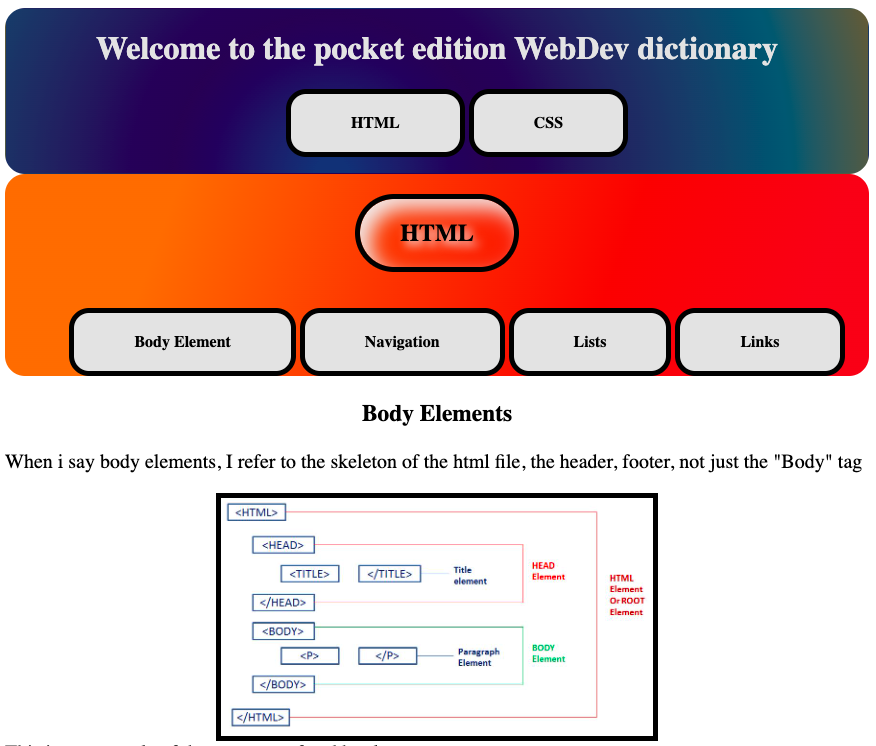 Welcome to the pocket edition WebDev dictionary
HTML
CSS
HTML
Body Element
Navigation
Lists
Links
Body Elements
When i say body elements, I refer to the skeleton of the html file, the header, footer, not just the "Body" tag
<HTML>
<HEAD>
<TITLE>
</TITLE>
Title
element
HEAD
Element
</HEAD>
<BODY>
<P>
</P>
Paragraph
Element
BODY
Element
</BODY>
HTML
Element
Or ROOT
Element
</HTML>